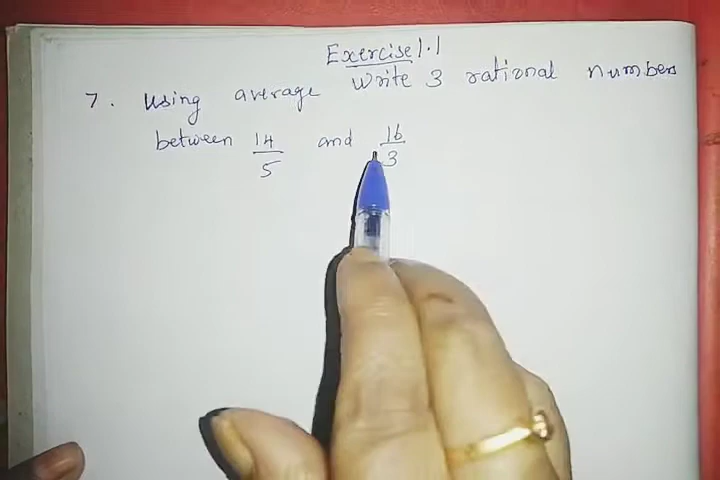 Exercise 1.1
7. Using average Write 3 rational numbers
between 14/5 and 16/3